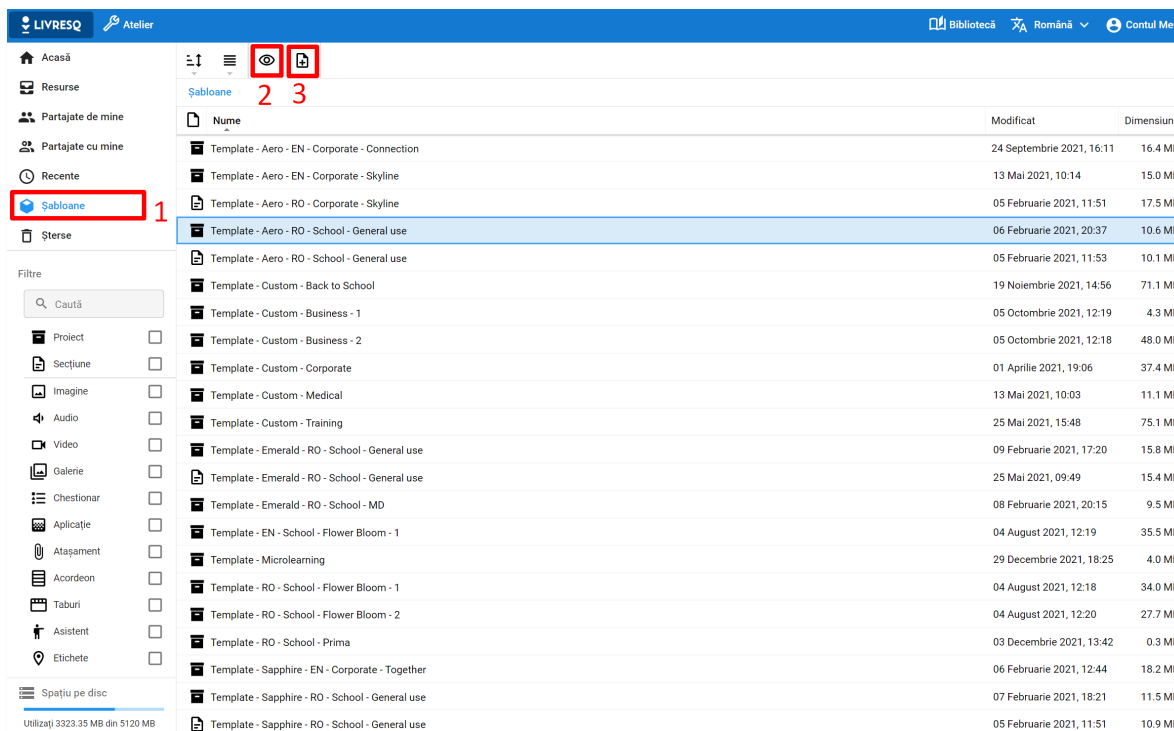 LIVRESQ Atelier Bibliotecă Română Contul Me
Acasă
Resurse
Partajate de mine
Partajate cu mine
Recente
Șabloane 1
Șterse
Filtre
Caută
Proiect
Secțiune
Imagine
Audio
Video
Galerie
Chestionar
Aplicație
Atașament
Acordeon
Taburi
Asistent
Etichete
Spațiu pe disc
Utilizați 3323.35 MB din 5120 MB
Șabloane 2 3
Nume Modificat Dimensiun
Template - Aero - EN - Corporate - Connection 24 Septembrie 2021, 16:11 16.4 M
Template - Aero - EN - Corporate - Skyline 13 Mai 2021, 10:14 15.0 M
Template - Aero - RO - Corporate - Skyline 05 Februarie 2021, 11:51 17.5 M
Template - Aero - RO - School - General use 06 Februarie 2021, 20:37 10.6 M
Template - Aero - RO - School - General use 05 Februarie 2021, 11:53 10.1 M
Template - Custom - Back to School 19 Noiembrie 2021, 14:56 71.1 M
Template - Custom - Business - 1 05 Octombrie 2021, 12:19 4.3 M
Template - Custom - Business - 2 05 Octombrie 2021, 12:18 48.0 M
Template - Custom - Corporate 01 Aprilie 2021, 19:06 37.4 M
Template - Custom - Medical 13 Mai 2021, 10:03 11.1 M
Template - Custom - Training 25 Mai 2021, 15:48 75.1 M
Template - Emerald - RO - School - General use 09 Februarie 2021, 17:20 15.8 M
Template - Emerald - RO - School - General use 25 Mai 2021, 09:49 15.4 M
Template - Emerald - RO - School - MD 08 Februarie 2021, 20:15 9.5 M
Template - EN - School - Flower Bloom - 1 04 August 2021, 12:19 35.5 M
Template - Microlearning 29 Decembrie 2021, 18:25 4.0 M
Template - RO - School - Flower Bloom - 1 04 August 2021, 12:18 34.0 M
Template - RO - School - Flower Bloom - 2 04 August 2021, 12:20 27.7 M
Template - RO - School - Prima 03 Decembrie 2021, 13:42 0.3 M
Template - Sapphire - EN - Corporate - Together 06 Februarie 2021, 12:44 18.2 M
Template - Sapphire - RO - School - General use 07 Februarie 2021, 18:21 11.5 M
Template - Sapphire - RO - School - General use 05 Februarie 2021, 11:51 10.9 M